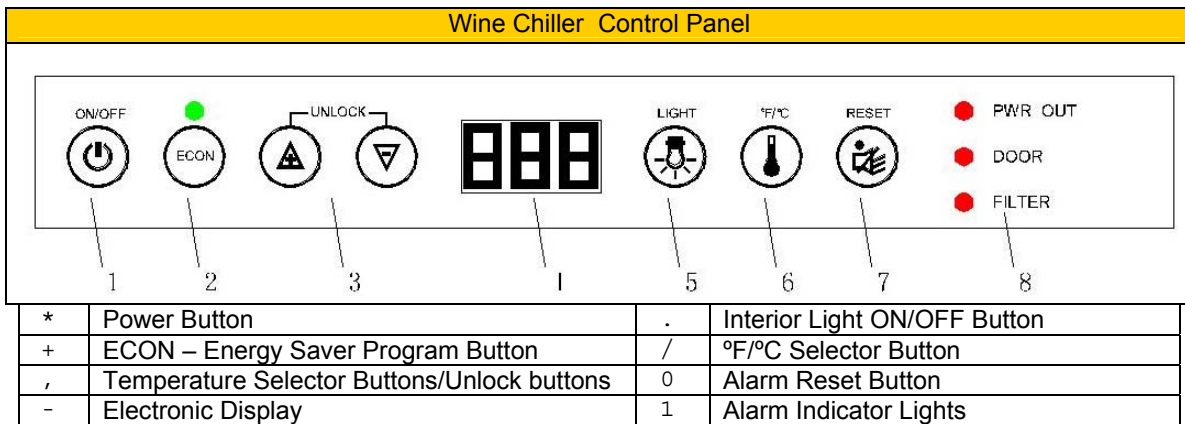 Wine Chiller Control Panel
ON/OFF UNLOCK LIGHT °F/°C RESET PWR OUT
ECON 888 DOOR
FILTER
1 2 3 I 5 6 7 8
* Power Button . Interior Light ON/OFF Button
+ ECON – Energy Saver Program Button / ºF/ºC Selector Button
, Temperature Selector Buttons/Unlock buttons 0 Alarm Reset Button
- Electronic Display 1 Alarm Indicator Lights